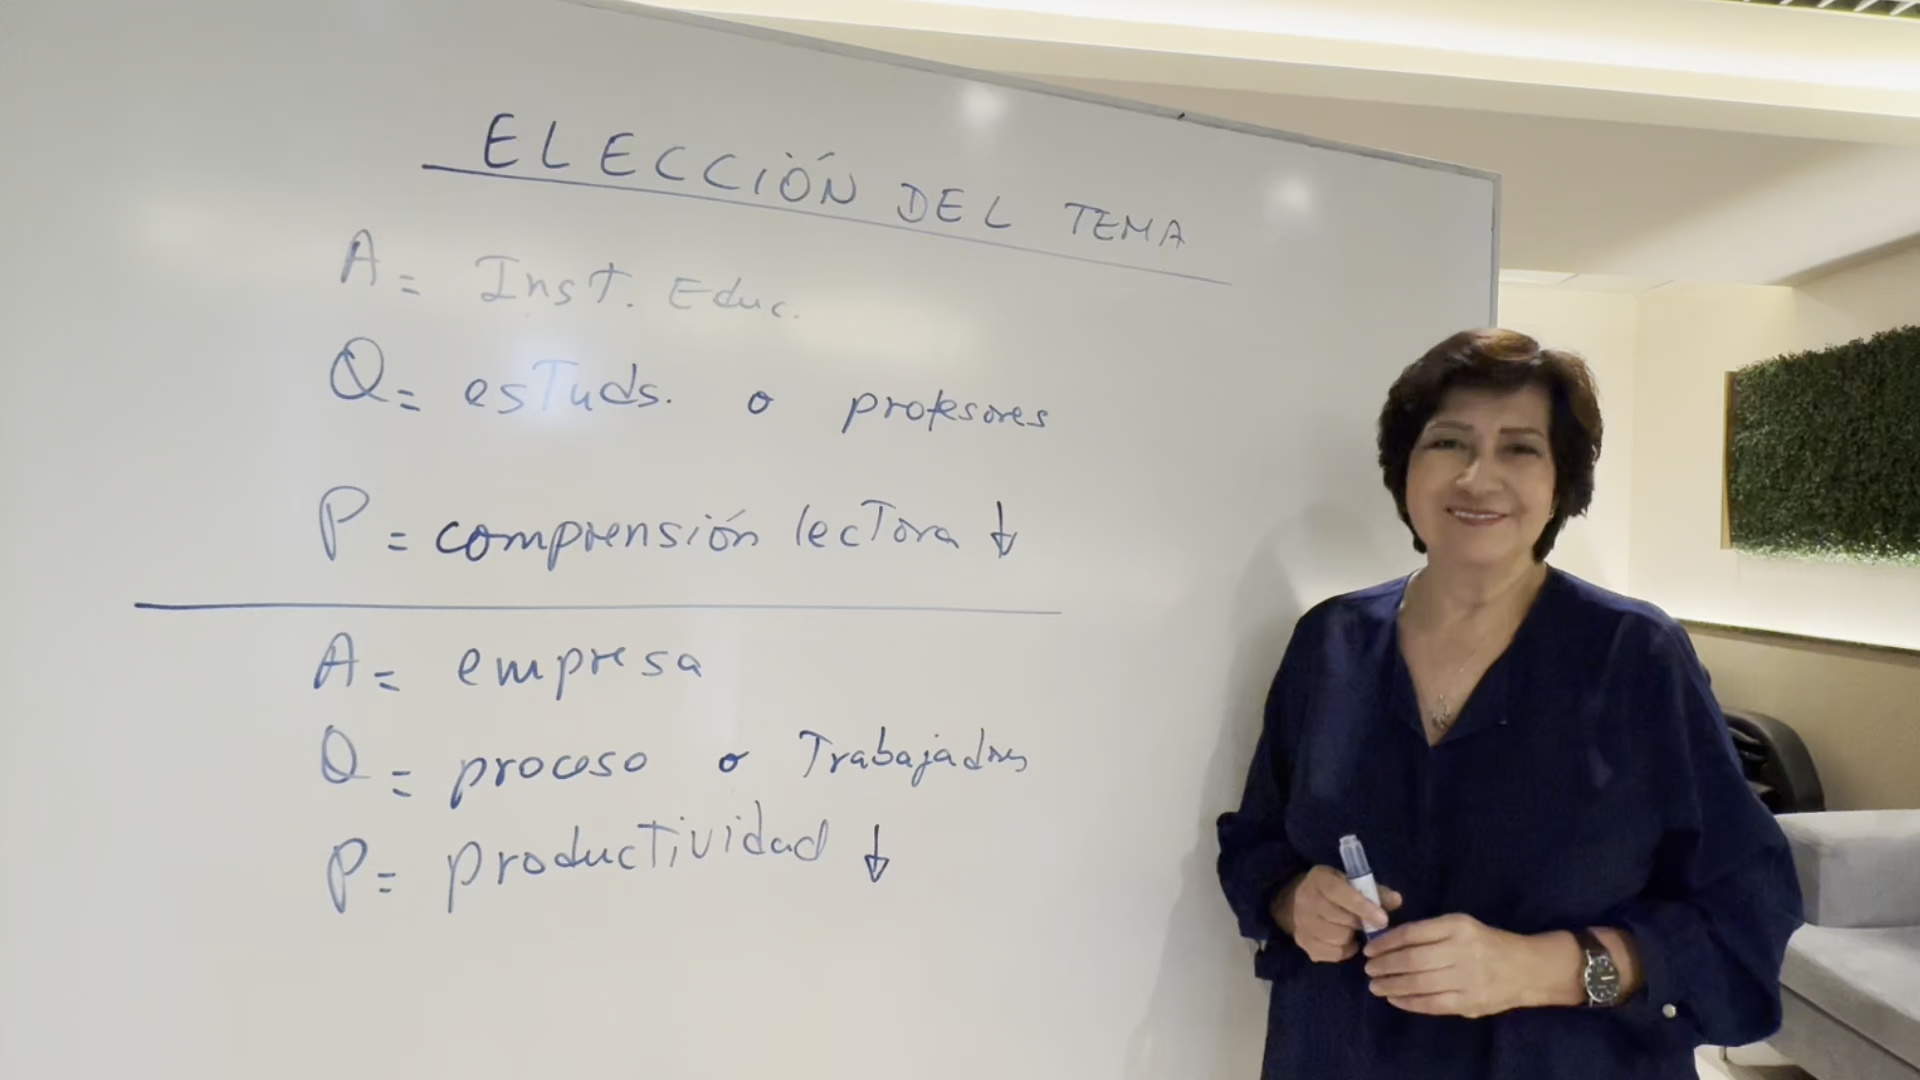 ELECCIÓN DEL TEMA
A = Inst. Educ.
Q = estuds. o profesores
P = comprensión lectora ↓
A = empresa
Q = proceso o Trabajadores
P = productividad ↓